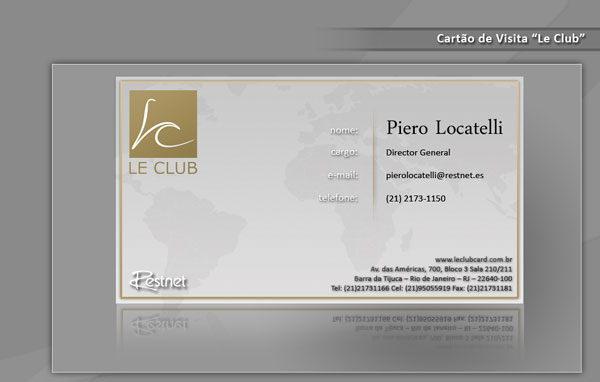 Cartão de Visita “Le Club”
LE CLUB
nome: Piero Locatelli
cargo: Director General
e-mail: pierolocatelli@restnet.es
telefone: (21) 2173-1150
www.leclubcard.com.br
Av. das Américas, 700, Bloco 3 Sala 210/211
Barra da Tijuca – Rio de Janeiro – RJ – 22640-100
Tel: (21)21731166 Cel: (21)95055919 Fax: (21)21731181
Restnet